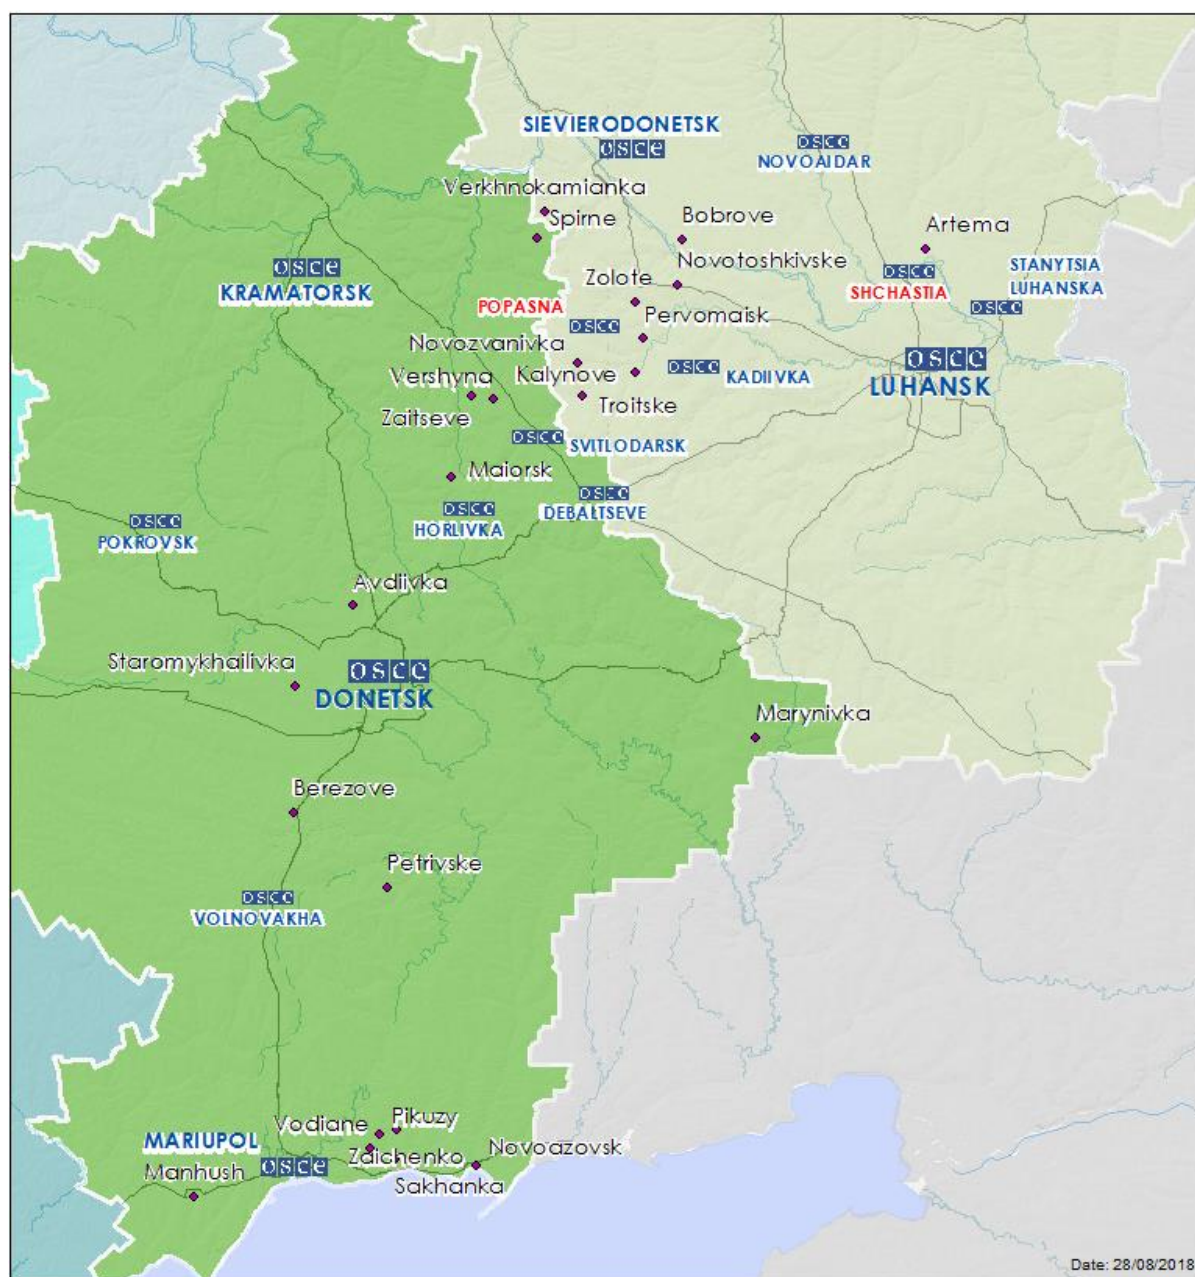 SIEVIERODONETSK
osce
osce
NOVOAIDAR
Verkhnokamianka
Spirne
Bobrove
Artema
Novotoshkivske
osce
KRAMATORSK
Zolote
osce
SHCHASTIA
STANYTSIA
LUHANSKA
osce
POPASNA
osce
Pervomaisk
Novozvanivka
osce
LUHANSK
Vershyna
Kalynove
osce
KADIIVKA
Zaitseve
Troitske
osce
SVITLODARSK
Maiorsk
osce
DEBALTSEVE
osce
HORLIVKA
osce
POKROVSK
Avdiivka
Staromykhailivka
osce
DONETSK
Marynivka
Berezove
Petrivske
osce
VOLNOVAKHA
Vodiane
Pikuzy
MARIUPOL
osce
Manhush
Zaichenko
Novoazovsk
Sakhanka
Date: 28/08/2018